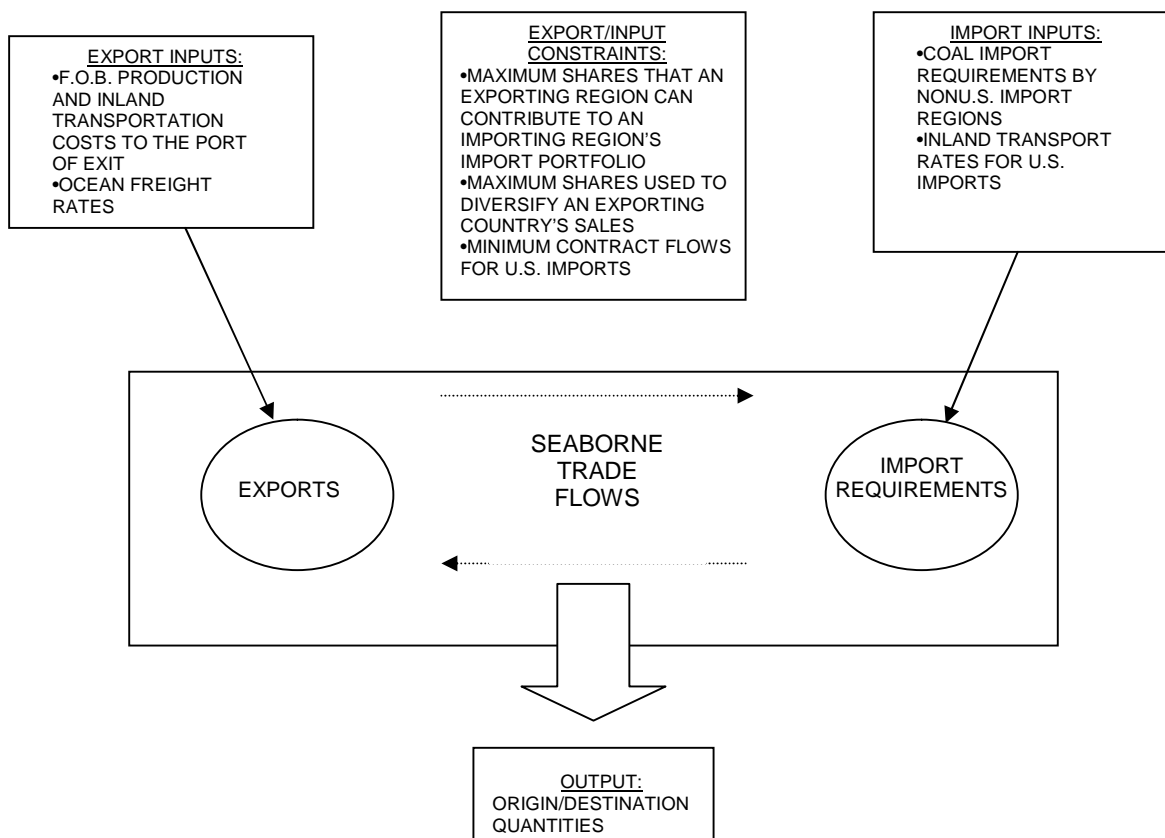 EXPORT INPUTS:
•F.O.B. PRODUCTION
AND INLAND
TRANSPORTATION
COSTS TO THE PORT
OF EXIT
•OCEAN FREIGHT
RATES
EXPORT/INPUT
CONSTRAINTS:
•MAXIMUM SHARES THAT AN
EXPORTING REGION CAN
CONTRIBUTE TO AN
IMPORTING REGION'S
IMPORT PORTFOLIO
•MAXIMUM SHARES USED TO
DIVERSIFY AN EXPORTING
COUNTRY'S SALES
•MINIMUM CONTRACT FLOWS
FOR U.S. IMPORTS
IMPORT INPUTS:
•COAL IMPORT
REQUIREMENTS BY
NONU.S. IMPORT
REGIONS
•INLAND TRANSPORT
RATES FOR U.S.
IMPORTS
EXPORTS
SEABORNE
TRADE
FLOWS
IMPORT
REQUIREMENTS
OUTPUT:
ORIGIN/DESTINATION
QUANTITIES